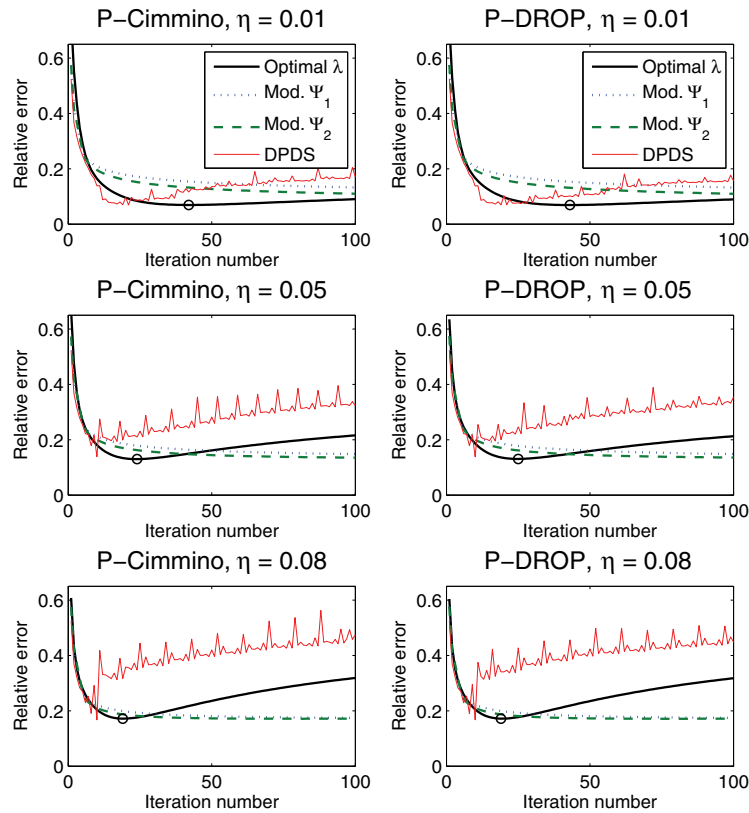 P−Cimmino, η = 0.01
Relative error
0.6
0.4
0.2
0
0
50
100
Iteration number
Optimal λ
Mod. Ψ1
Mod. Ψ2
DPDS
P−DROP, η = 0.01
Relative error
0.6
0.4
0.2
0
0
50
100
Iteration number
Optimal λ
Mod. Ψ1
Mod. Ψ2
DPDS
P−Cimmino, η = 0.05
Relative error
0.6
0.4
0.2
0
0
50
100
Iteration number
P−DROP, η = 0.05
Relative error
0.6
0.4
0.2
0
0
50
100
Iteration number
P−Cimmino, η = 0.08
Relative error
0.6
0.4
0.2
0
0
50
100
Iteration number
P−DROP, η = 0.08
Relative error
0.6
0.4
0.2
0
0
50
100
Iteration number